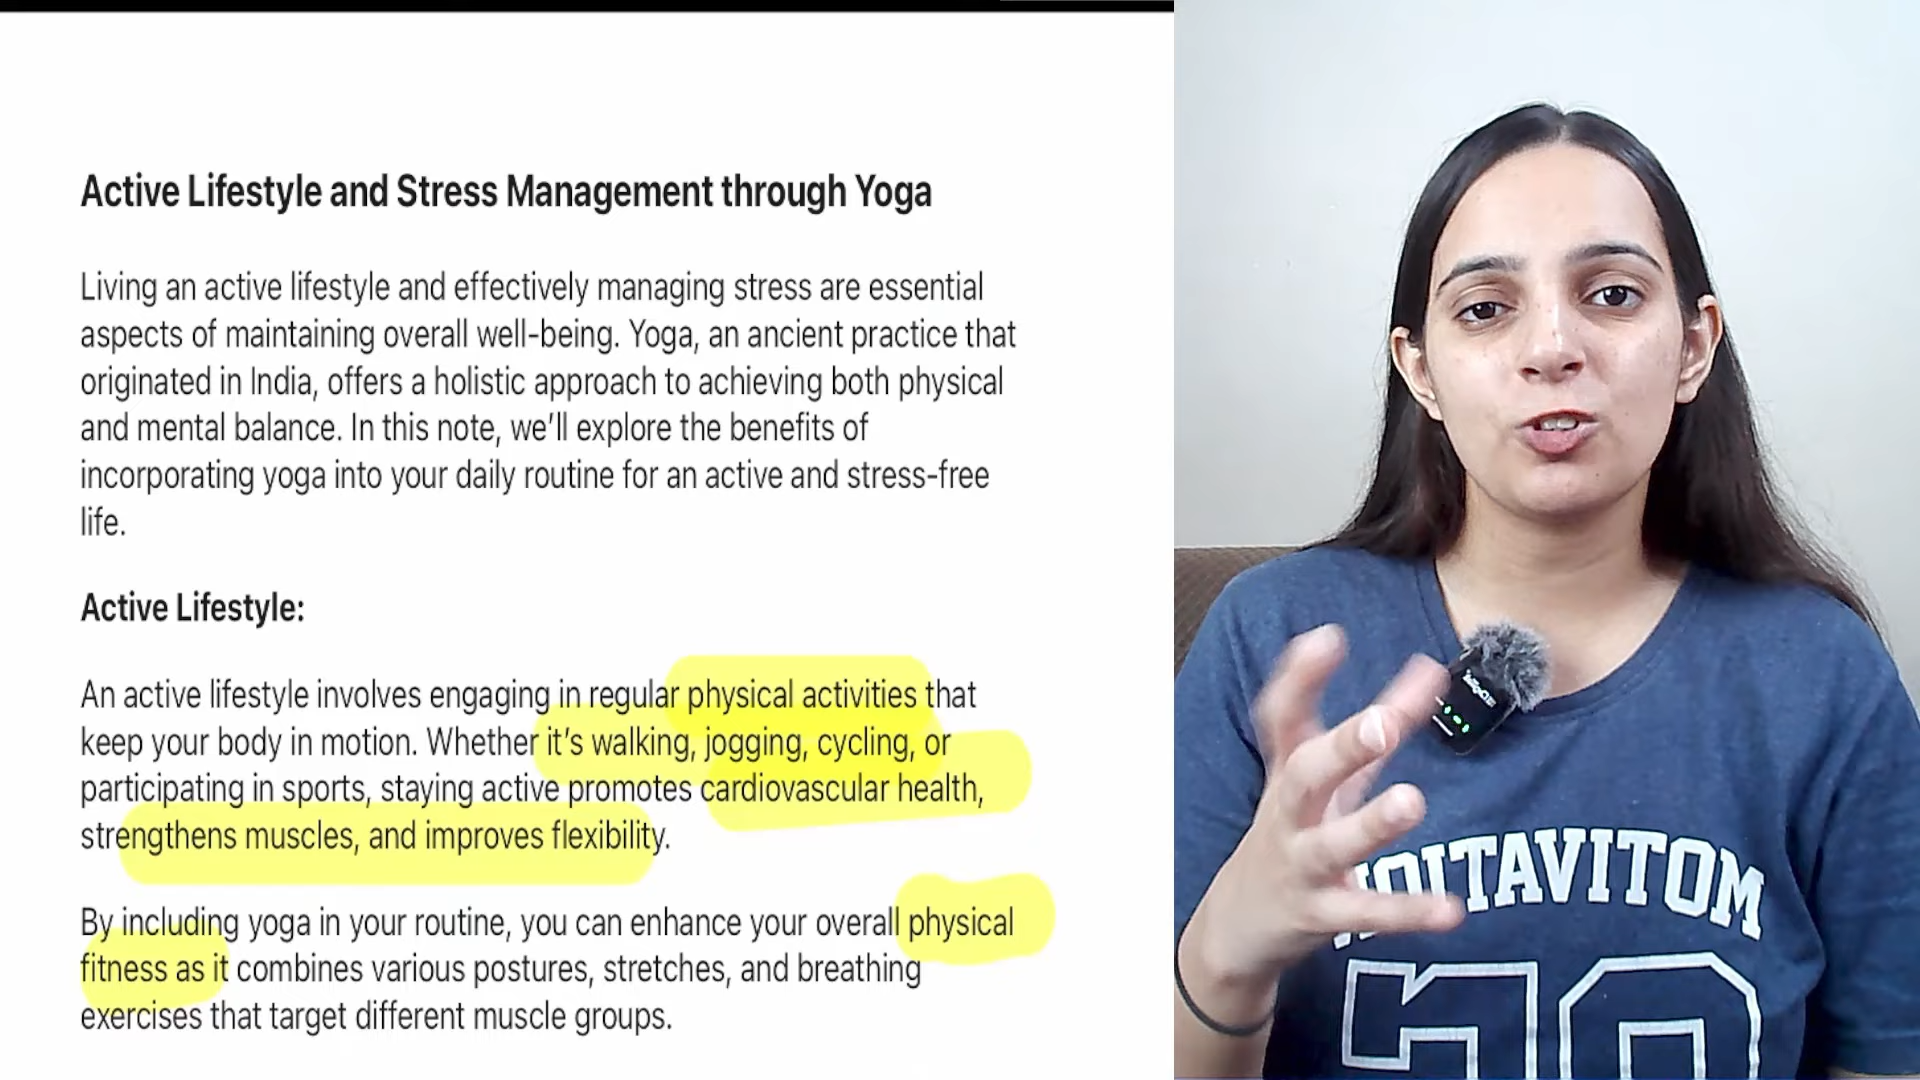 Active Lifestyle and Stress Management through Yoga
Living an active lifestyle and effectively managing stress are essential
aspects of maintaining overall well-being. Yoga, an ancient practice that
originated in India, offers a holistic approach to achieving both physical
and mental balance. In this note, we’ll explore the benefits of
incorporating yoga into your daily routine for an active and stress-free
life.
Active Lifestyle:
An active lifestyle involves engaging in regular physical activities that
keep your body in motion. Whether it’s walking, jogging, cycling, or
participating in sports, staying active promotes cardiovascular health,
strengthens muscles, and improves flexibility.
By including yoga in your routine, you can enhance your overall physical
fitness as it combines various postures, stretches, and breathing
exercises that target different muscle groups.